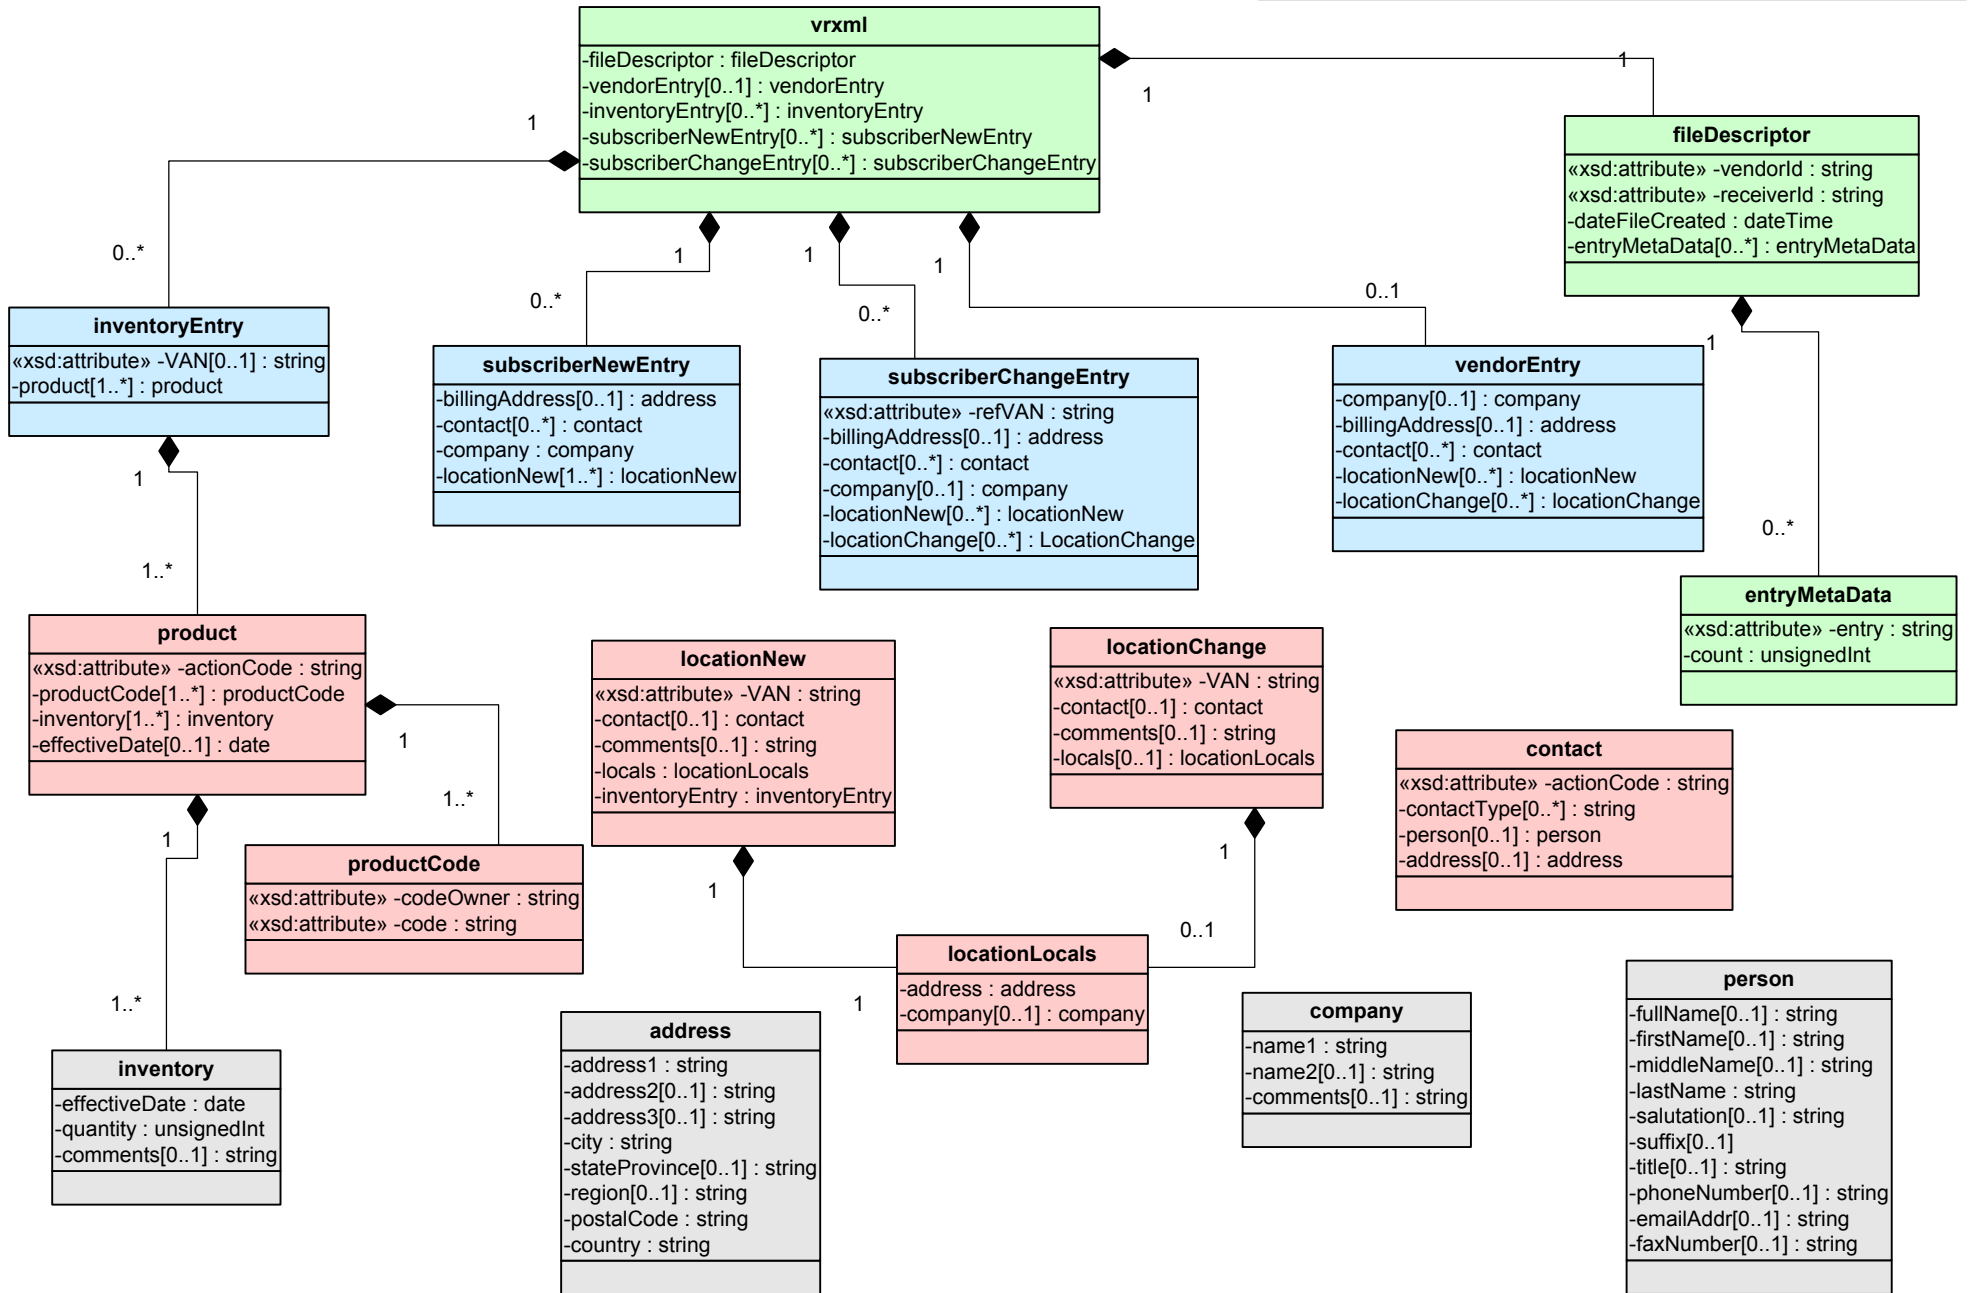 vrxml
-fileDescriptor : fileDescriptor
-vendorEntry[0..1] : vendorEntry
-inventoryEntry[0..*] : inventoryEntry
-subscriberNewEntry[0..*] : subscriberNewEntry
-subscriberChangeEntry[0..*] : subscriberChangeEntry
1
1
1
0..*
1
0..*
1
0..*
1
0..1
fileDescriptor
«xsd:attribute» -vendorId : string
«xsd:attribute» -receiverId : string
-dateFileCreated : dateTime
-entryMetaData[0..*] : entryMetaData
1
0..*
inventoryEntry
«xsd:attribute» -VAN[0..1] : string
-product[1..*] : product
1
1..*
subscriberNewEntry
-billingAddress[0..1] : address
-contact[0..*] : contact
-company : company
-locationNew[1..*] : locationNew
subscriberChangeEntry
«xsd:attribute» -refVAN : string
-billingAddress[0..1] : address
-contact[0..*] : contact
-company[0..1] : company
-locationNew[0..*] : locationNew
-locationChange[0..*] : LocationChange
vendorEntry
-company[0..1] : company
-billingAddress[0..1] : address
-contact[0..*] : contact
-locationNew[0..*] : locationNew
-locationChange[0..*] : locationChange
entryMetaData
«xsd:attribute» -entry : string
-count : unsignedInt
product
«xsd:attribute» -actionCode : string
-productCode[1..*] : productCode
-inventory[1..*] : inventory
-effectiveDate[0..1] : date
1
1..*
1
1..*
locationNew
«xsd:attribute» -VAN : string
-contact[0..1] : contact
-comments[0..1] : string
-locals : locationLocals
-inventoryEntry : inventoryEntry
1
1
locationChange
«xsd:attribute» -VAN : string
-contact[0..1] : contact
-comments[0..1] : string
-locals[0..1] : locationLocals
1
0..1
contact
«xsd:attribute» -actionCode : string
-contactType[0..*] : string
-person[0..1] : person
-address[0..1] : address
productCode
«xsd:attribute» -codeOwner : string
«xsd:attribute» -code : string
locationLocals
-address : address
-company[0..1] : company
inventory
-effectiveDate : date
-quantity : unsignedInt
-comments[0..1] : string
address
-address1 : string
-address2[0..1] : string
-address3[0..1] : string
-city : string
-stateProvince[0..1] : string
-region[0..1] : string
-postalCode : string
-country : string
company
-name1 : string
-name2[0..1] : string
-comments[0..1] : string
person
-fullName[0..1] : string
-firstName[0..1] : string
-middleName[0..1] : string
-lastName : string
-salutation[0..1] : string
-suffix[0..1]
-title[0..1] : string
-phoneNumber[0..1] : string
-emailAddr[0..1] : string
-faxNumber[0..1] : string